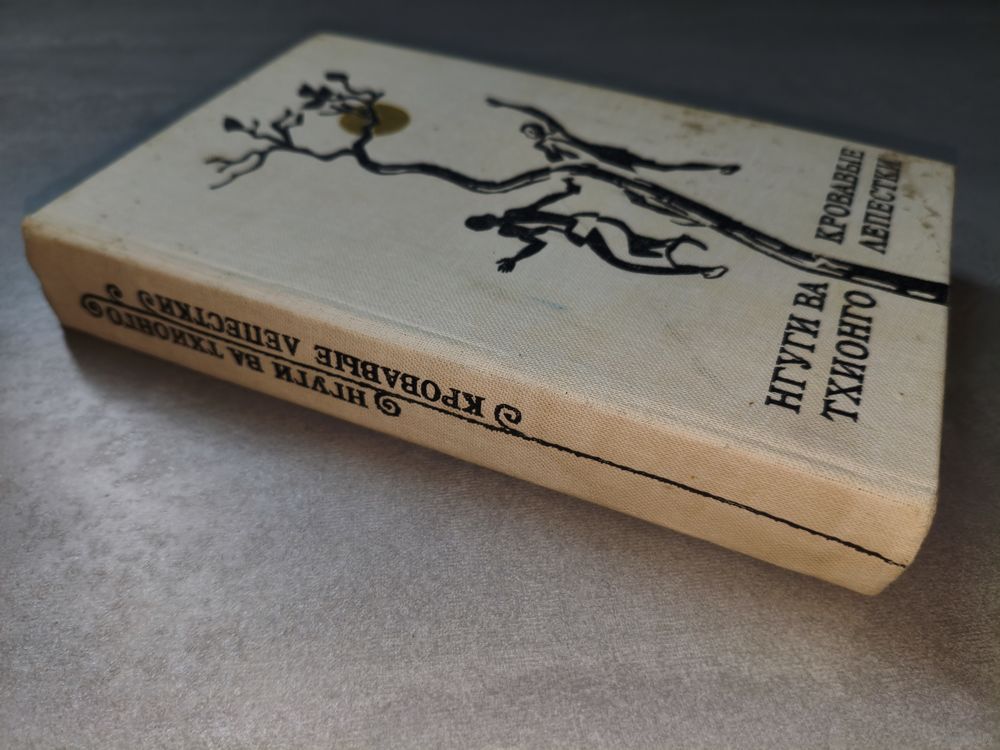 НГУГИ ВА
ТХИОНГО
КРОВАВЫЕ
ЛЕПЕСТКИ
НГУГИ ВА ТХИОНГО
КРОВАВЫЕ ЛЕПЕСТКИ